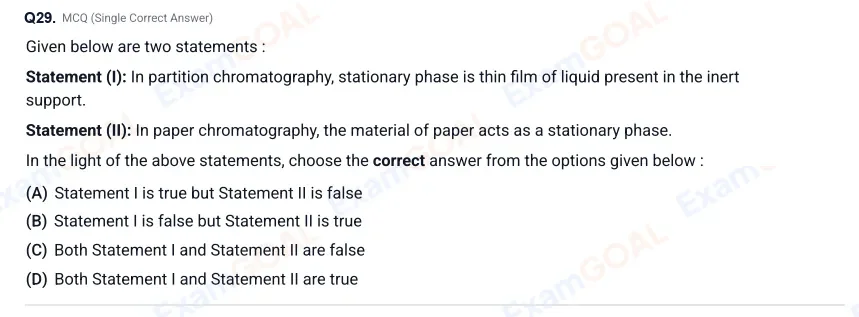 Q29. MCQ (Single Correct Answer)
Given below are two statements :
Statement (I): In partition chromatography, stationary phase is thin film of liquid present in the inert
support.
Statement (II): In paper chromatography, the material of paper acts as a stationary phase.
In the light of the above statements, choose the correct answer from the options given below :
(A) Statement I is true but Statement II is false
(B) Statement I is false but Statement II is true
(C) Both Statement I and Statement II are false
(D) Both Statement I and Statement II are true
ExamGOAL